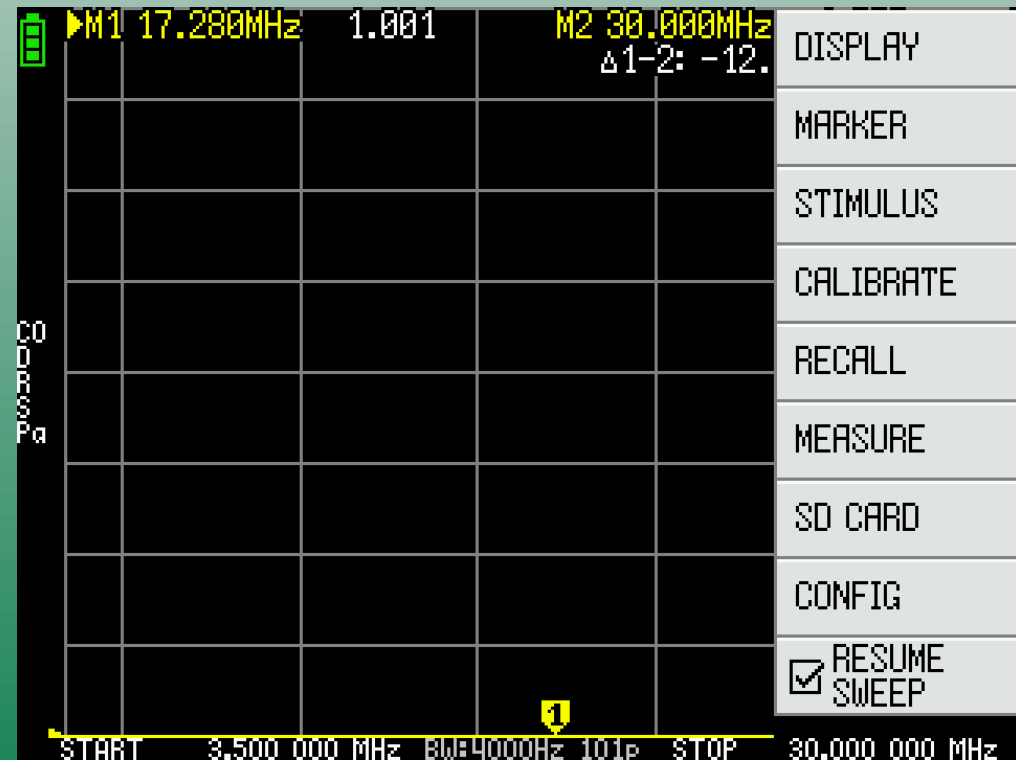 M1 17.280MHz 1.001 M2 30.000MHz
Δ1-2: -12.
DISPLAY
MARKER
STIMULUS
CALIBRATE
RECALL
MEASURE
SD CARD
CONFIG
RESUME
SWEEP
C0
D
R
S
Pa
1
START 3.500 000 MHz BW:4000Hz 101p STOP 30.000 000 MHz